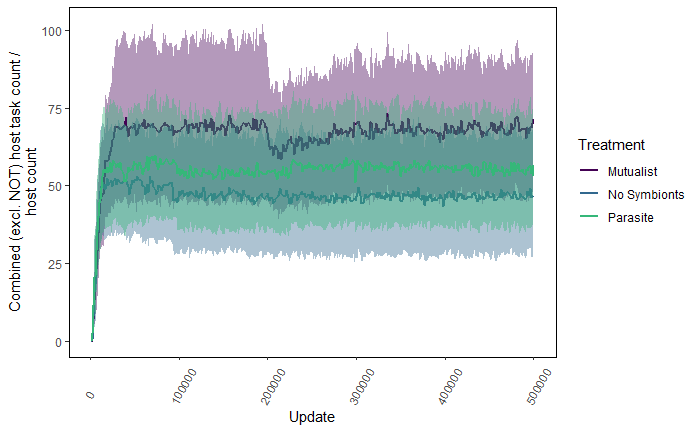 Combined (excl. NOT) host task count /
host count
100
75
50
25
0
0
100000
200000
300000
400000
500000
Update
Treatment
Mutualist
No Symbionts
Parasite